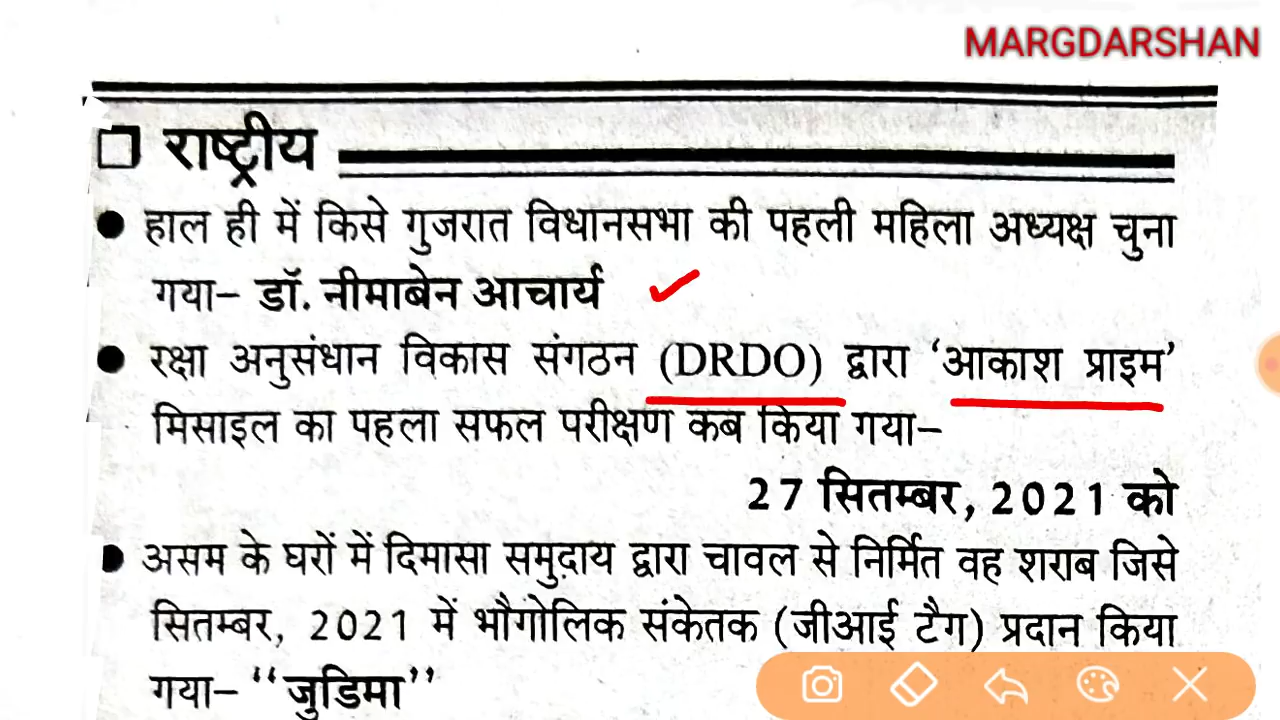 MARGDARSHAN
राष्ट्रीय
● हाल ही में किसे गुजरात विधानसभा की पहली महिला अध्यक्ष चुना
गया– डॉ. नीमाबेन आचार्य
● रक्षा अनुसंधान विकास संगठन (DRDO) द्वारा ‘आकाश प्राइम’
मिसाइल का पहला सफल परीक्षण कब किया गया–
27 सितम्बर, 2021 को
● असम के घरों में दिमासा समुदाय द्वारा चावल से निर्मित वह शराब जिसे
सितम्बर, 2021 में भौगोलिक संकेतक (जीआई टैग) प्रदान किया
गया– ‘‘जुडिमा’’